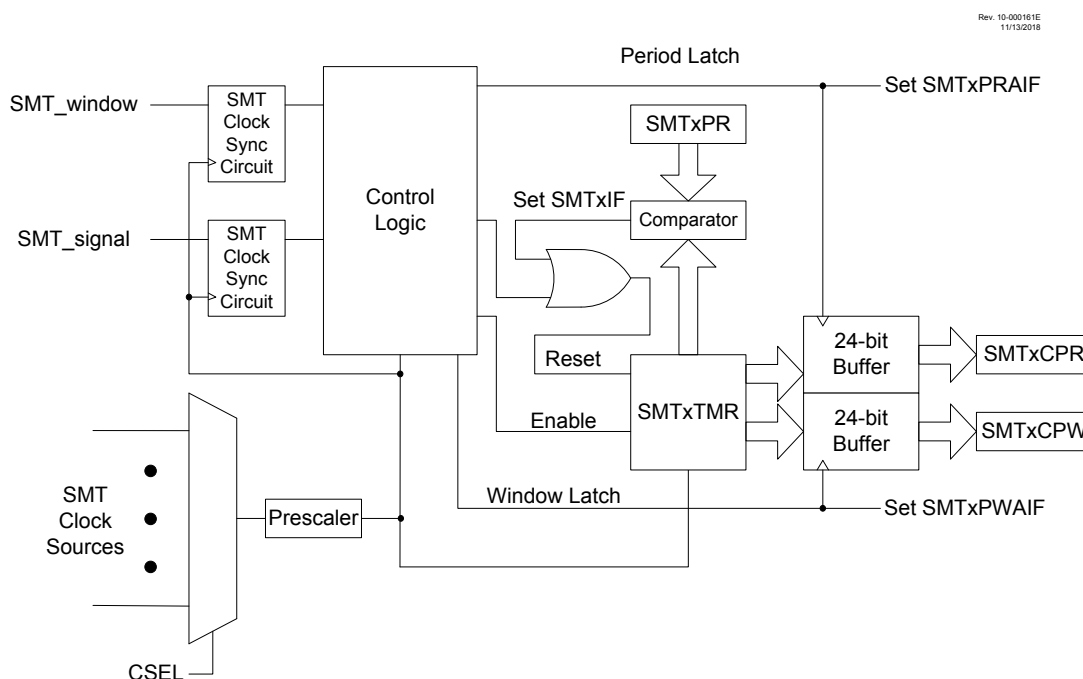 Rev. 10-000161E
11/13/2018
Period Latch
Set SMTxPRAIF
SMT_window
SMT
Clock
Sync
Circuit
SMTxPR
Control
Logic
Set SMTxIF
Comparator
SMT_signal
SMT
Clock
Sync
Circuit
Reset
SMTxTMR
24-bit
Buffer
SMTxCPR
Enable
24-bit
Buffer
SMTxCPW
Window Latch
Set SMTxPWAIF
SMT
Clock
Sources
Prescaler
CSEL